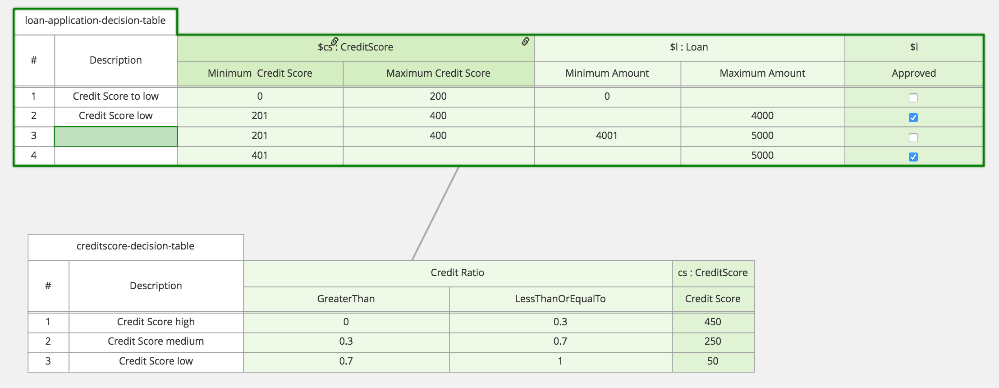 loan-application-decision-table
# Description $cs : CreditScore $l : Loan $l
Minimum  Credit Score Maximum Credit Score Minimum Amount Maximum Amount Approved
1 Credit Score to low 0 200 0
2 Credit Score low 201 400 4000
3 201 400 4001 5000
4 401 5000
creditscore-decision-table
# Description Credit Ratio cs : CreditScore
GreaterThan LessThanOrEqualTo Credit Score
1 Credit Score high 0 0.3 450
2 Credit Score medium 0.3 0.7 250
3 Credit Score low 0.7 1 50